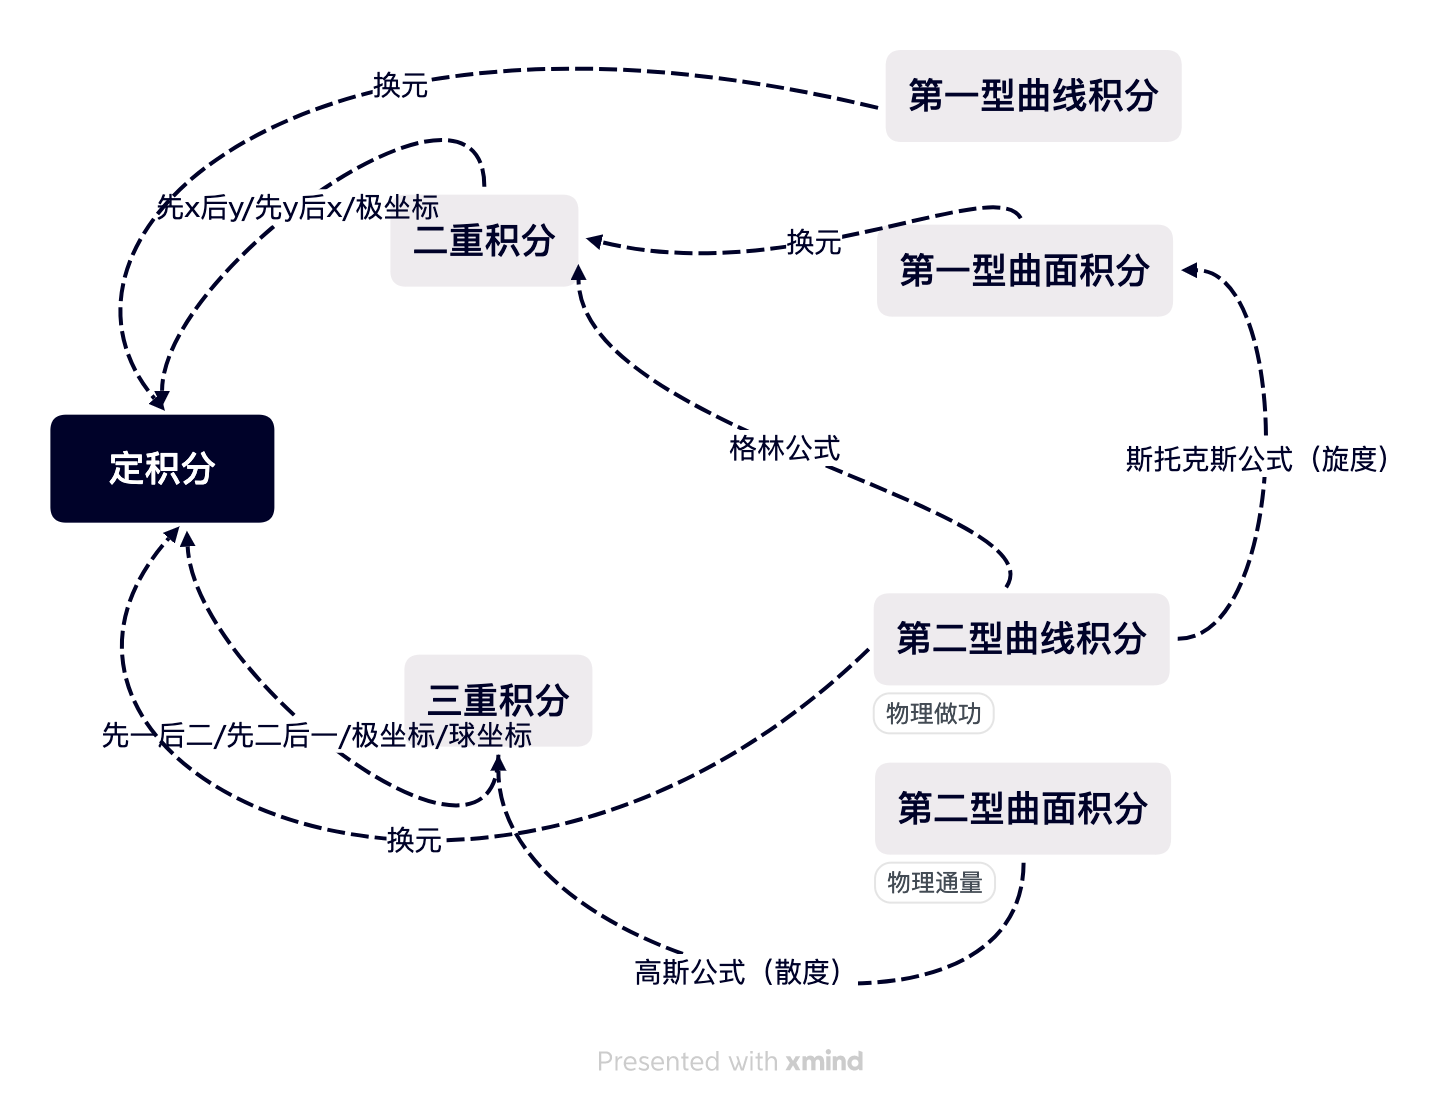 换元
第一型曲线积分
先x后y/先y后x/极坐标
二重积分
换元
第一型曲面积分
定积分
格林公式
斯托克斯公式（旋度）
第二型曲线积分
物理做功
三重积分
先一后二/先二后一/极坐标/球坐标
第二型曲面积分
换元
物理通量
高斯公式（散度）
Presented with xmind